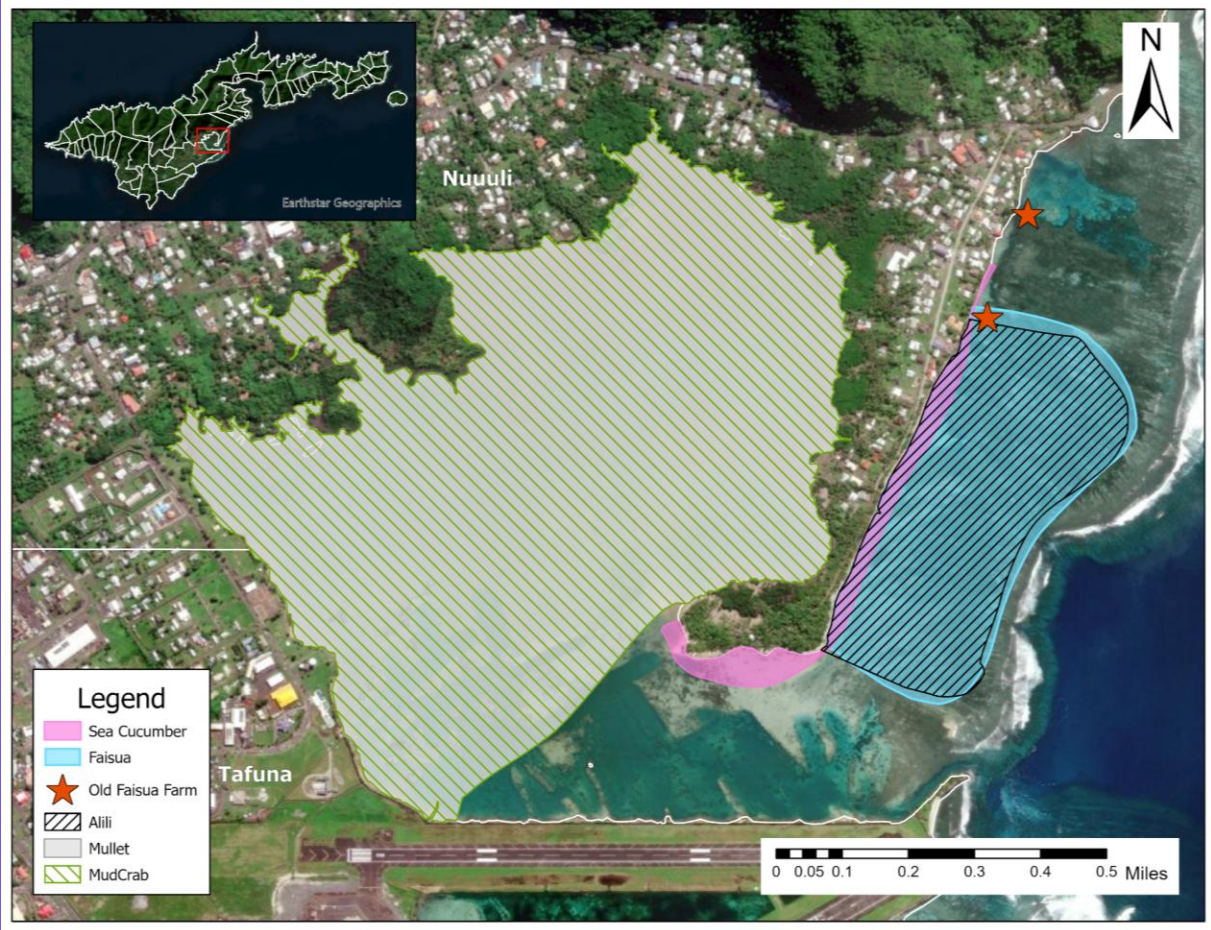 Earthstar Geographics
N
Nuuuli
Tafuna
Legend
Sea Cucumber
Faisua
Old Faisua Farm
Alili
Mullet
MudCrab
0 0.05 0.1 0.2 0.3 0.4 0.5 Miles